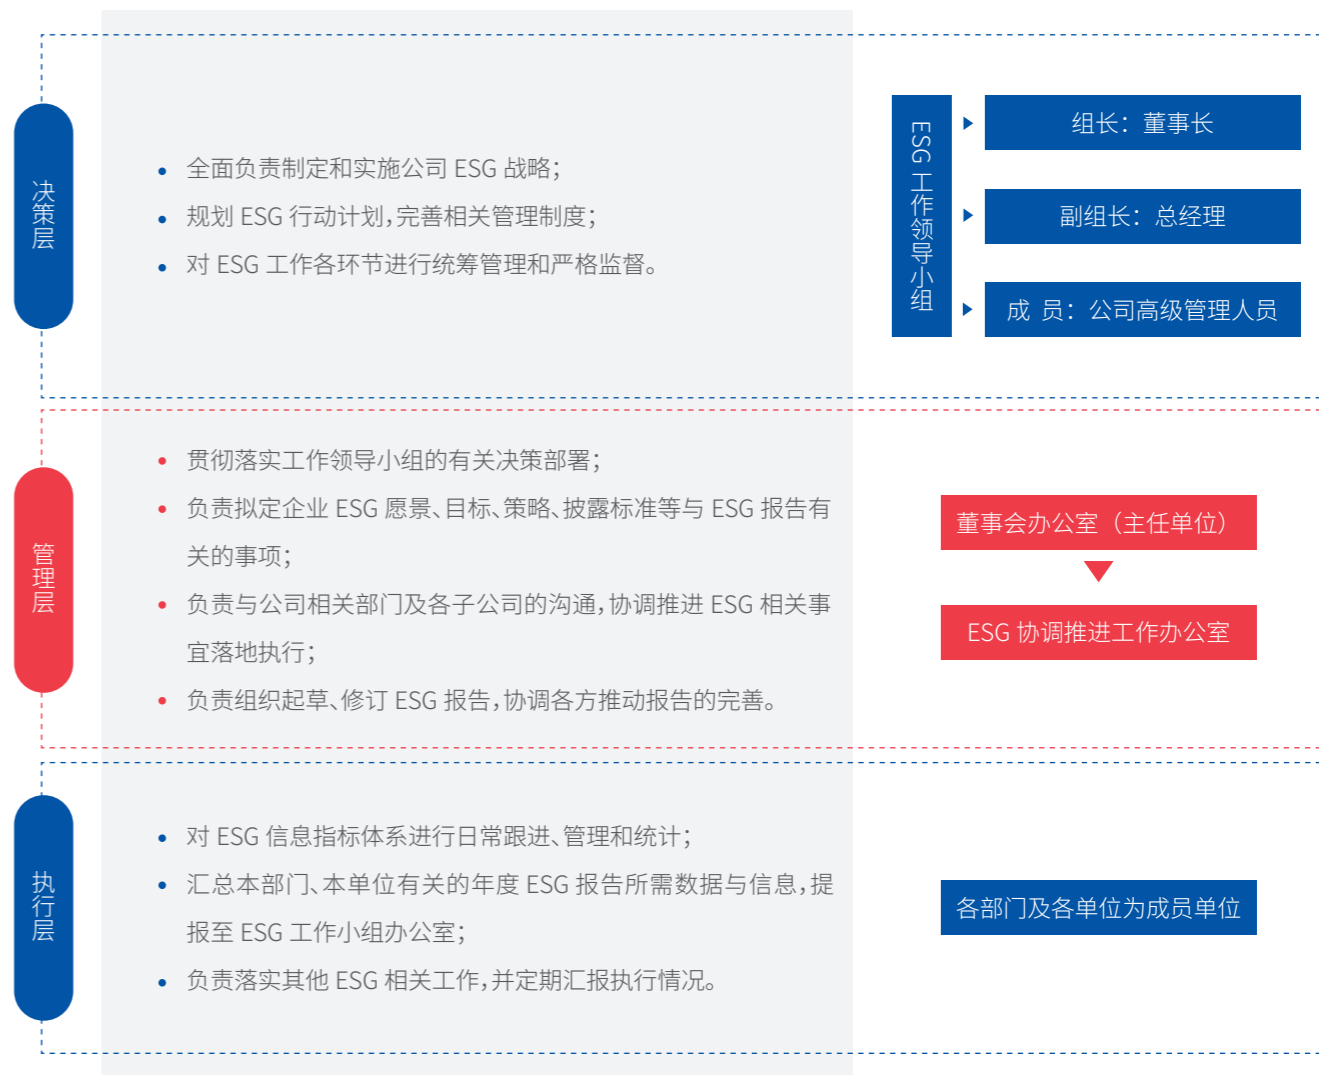 决策层
全面负责制定和实施公司 ESG 战略；
规划 ESG 行动计划，完善相关管理制度；
对 ESG 工作各环节进行统筹管理和严格监督。
ESG 工作领导小组
组长：董事长
副组长：总经理
成 员：公司高级管理人员
管理层
贯彻落实工作领导小组的有关决策部署；
负责拟定企业 ESG 愿景、目标、策略、披露标准等与 ESG 报告有
关的事项；
负责与公司相关部门及各子公司的沟通，协调推进 ESG 相关事
宜落地执行；
负责组织起草、修订 ESG 报告，协调各方推动报告的完善。
董事会办公室（主任单位）
ESG 协调推进工作办公室
执行层
对 ESG 信息指标体系进行日常跟进、管理和统计；
汇总本部门、本单位有关的年度 ESG 报告所需数据与信息，提
报至 ESG 工作小组办公室；
负责落实其他 ESG 相关工作，并定期汇报执行情况。
各部门及各单位为成员单位